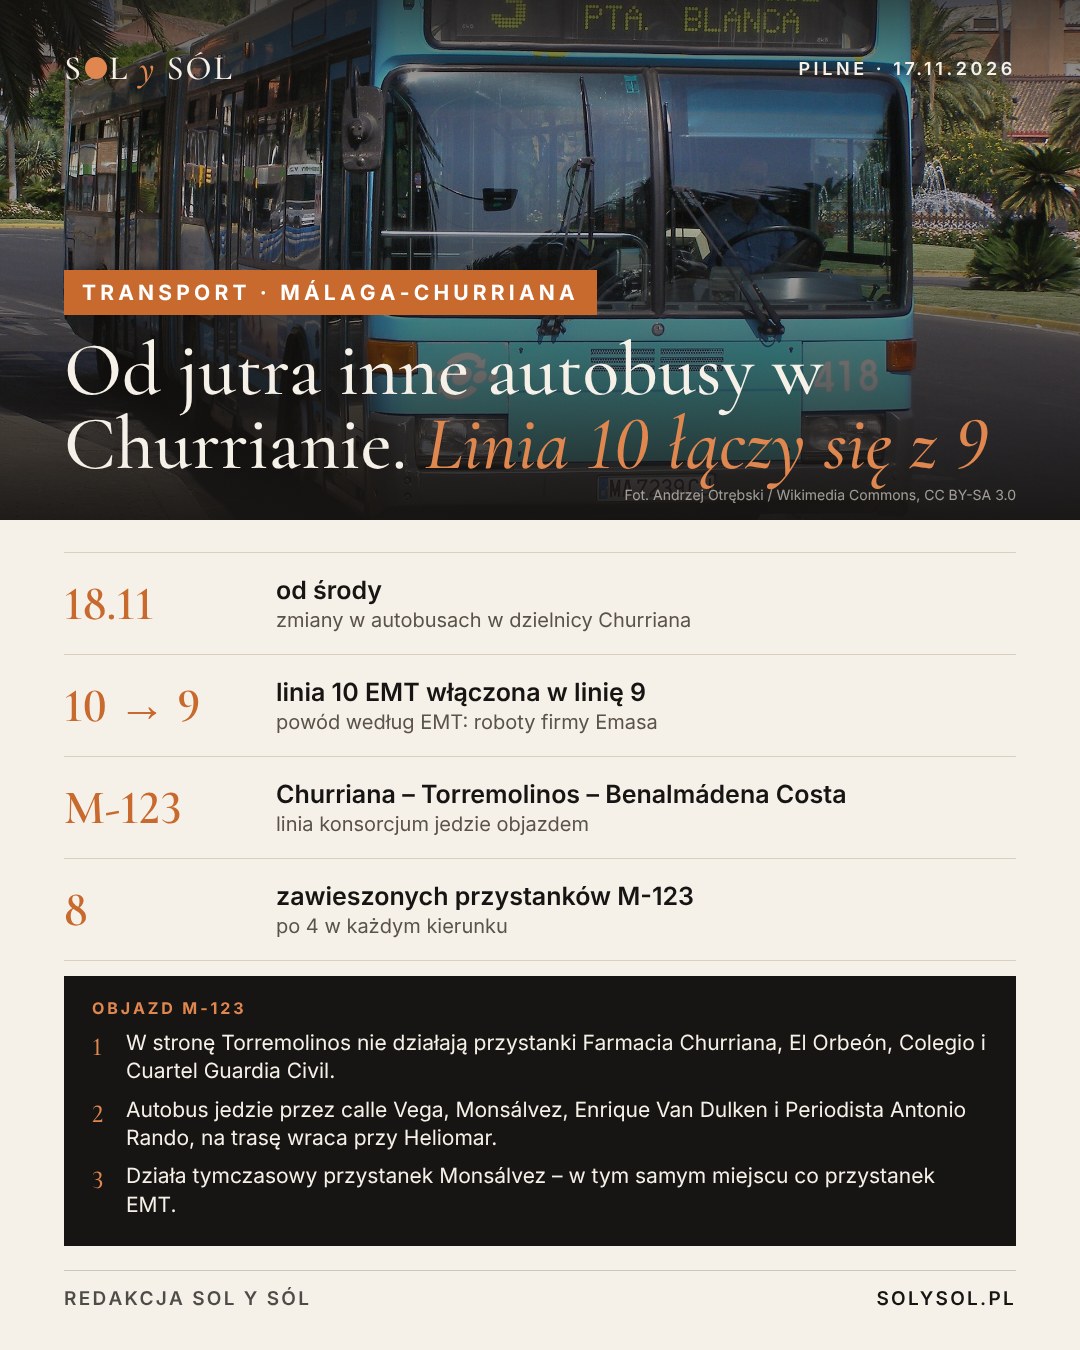 3 PTA. BLANCA
SOL y SÓL
PILNE · 17.11.2026
TRANSPORT · MÁLAGA-CHURRIANA
Od jutra inne autobusy w
418
Churrianie. Linia 10 łączy się z 9
Fot. Andrzej Otrębski / Wikimedia Commons, CC BY-SA 3.0
18.11
od środy
zmiany w autobusach w dzielnicy Churriana
10 → 9
linia 10 EMT włączona w linię 9
powód według EMT: roboty firmy Emasa
M-123
Churriana – Torremolinos – Benalmádena Costa
linia konsorcjum jedzie objazdem
8
zawieszonych przystanków M-123
po 4 w każdym kierunku
OBJAZD M-123
1 W stronę Torremolinos nie działają przystanki Farmacia Churriana, El Orbeón, Colegio i
Cuartel Guardia Civil.
2 Autobus jedzie przez calle Vega, Monsálvez, Enrique Van Dulken i Periodista Antonio
Rando, na trasę wraca przy Heliomar.
3 Działa tymczasowy przystanek Monsálvez – w tym samym miejscu co przystanek
EMT.
REDAKCJA SOL Y SÓL
SOLYSOL.PL